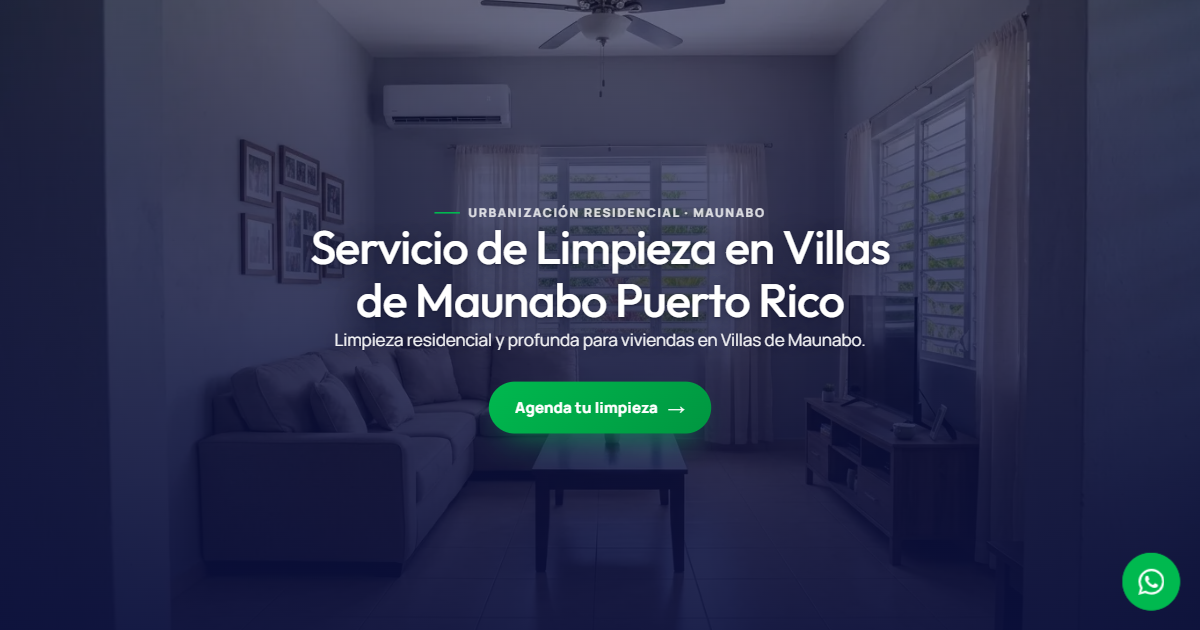 URBANIZACIÓN RESIDENCIAL · MAUNABO
Servicio de Limpieza en Villas
de Maunabo Puerto Rico
Limpieza residencial y profunda para viviendas en Villas de Maunabo.
Agenda tu limpieza →